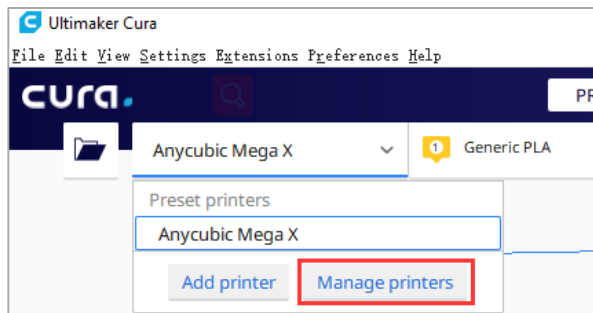 Ultimaker Cura
File Edit View Settings Extensions Preferences Help
cura.
PR
Anycubic Mega X
1
Generic PLA
Preset printers
Anycubic Mega X
Add printer
Manage printers